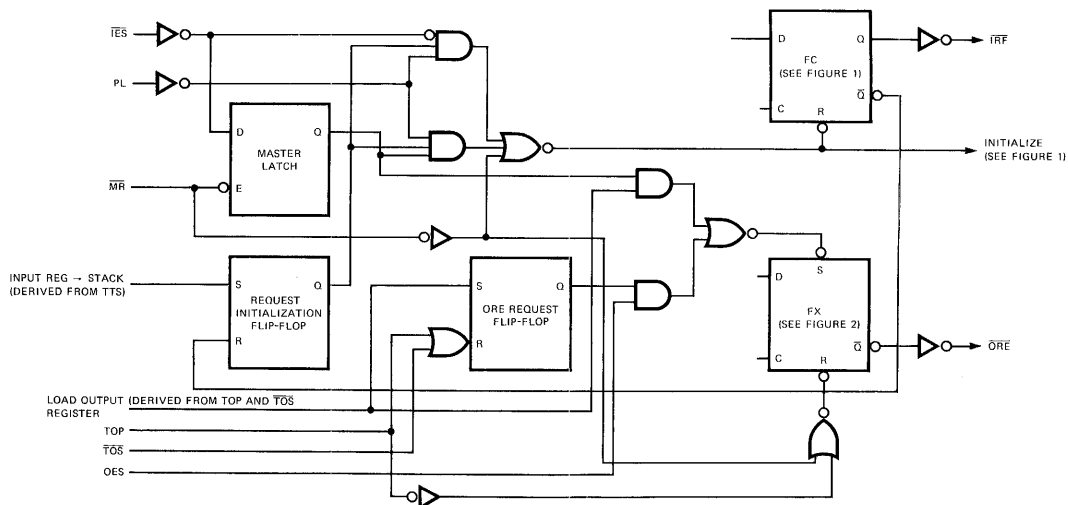 IES
PL
MR
D
Q
MASTER
LATCH
E
INPUT REG → STACK
(DERIVED FROM TTS)
S
Q
REQUEST
INITIALIZATION
FLIP-FLOP
R
S
Q
ORE REQUEST
FLIP-FLOP
R
D
Q
FC
(SEE FIGURE 1)
Q
C
R
IRF
INITIALIZE
(SEE FIGURE 1)
S
D
FX
(SEE FIGURE 2)
Q
C
R
ORE
LOAD OUTPUT (DERIVED FROM TOP AND TOS
REGISTER
TOP
TOS
OES